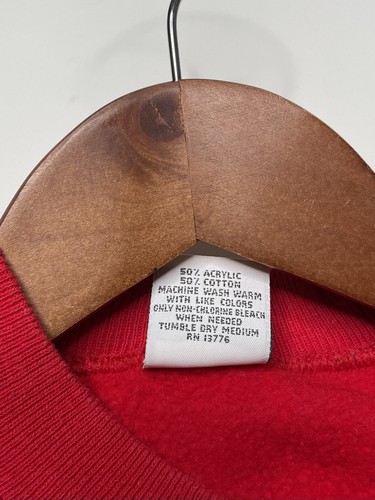 50% ACRYLIC
50% COTTON
MACHINE WASH WARM
WITH LIKE COLORS
ONLY NON-CHLORINE BLEACH
WHEN NEEDED
TUMBLE DRY MEDIUM
RN 13776